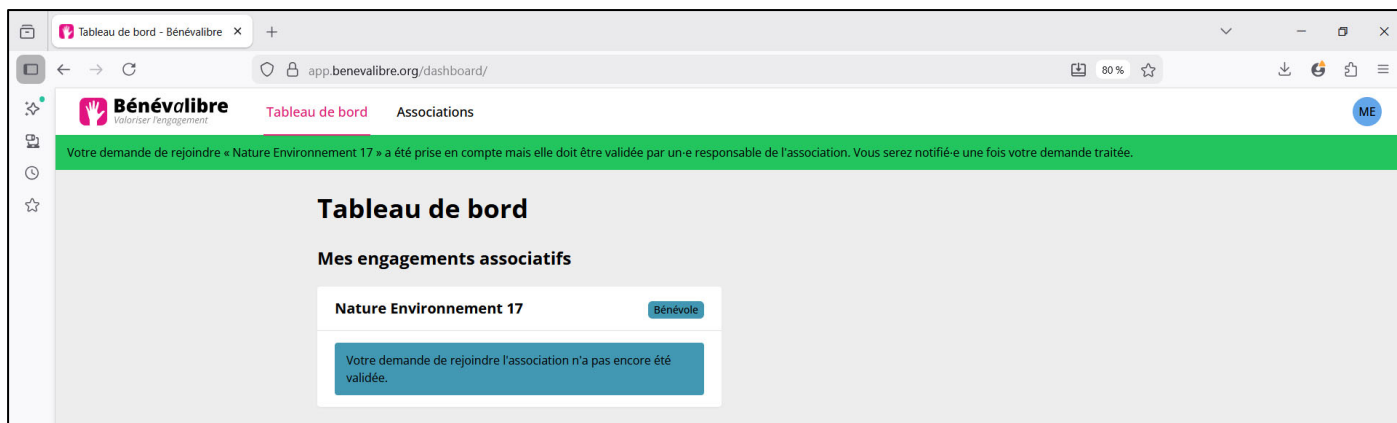 Tableau de bord - Bénévalibre
app.benevalibre.org/dashboard/
80 %
Bénévalibre
Valoriser l'engagement
Tableau de bord
Associations
ME
Votre demande de rejoindre « Nature Environnement 17 » a été prise en compte mais elle doit être validée par un·e responsable de l'association. Vous serez notifié·e une fois votre demande traitée.
Tableau de bord
Mes engagements associatifs
Nature Environnement 17
Bénévole
Votre demande de rejoindre l'association n'a pas encore été
validée.